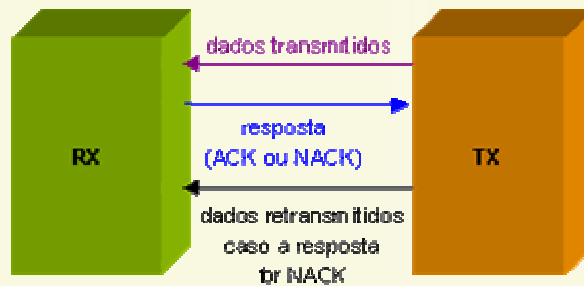 dados transmitidos
resposta
(ACK ou NACK)
RX
TX
dados retransmitidos
caso a resposta
for NACK